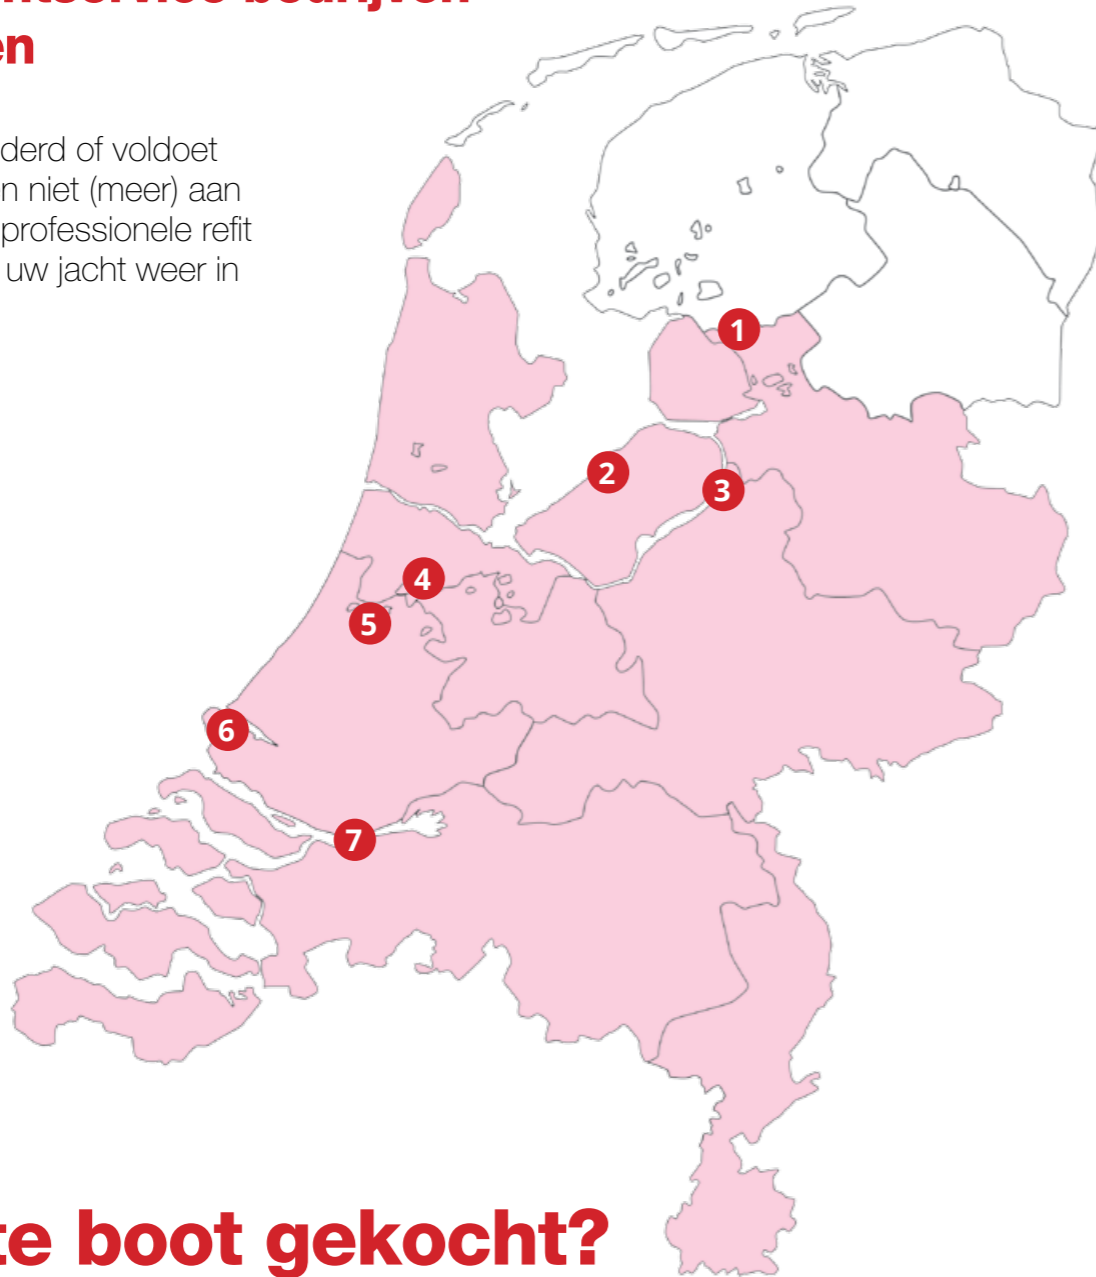 en
derd of voldoet
n niet (meer) aan
professionele refit
uw jacht weer in
1
2
3
4
5
6
7
te boot gekocht?